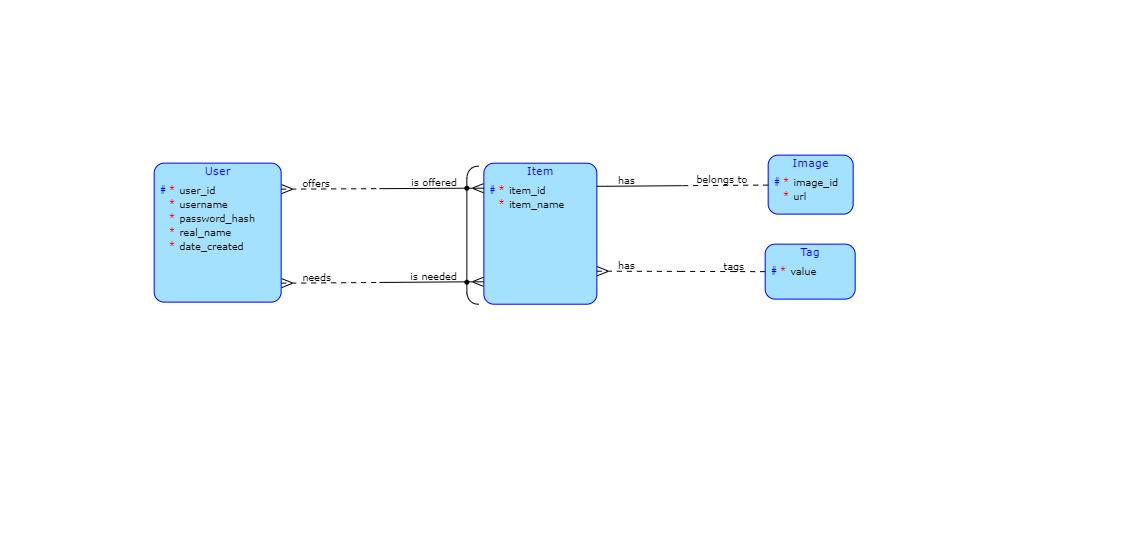 User
# * user_id
* username
* password_hash
* real_name
* date_created
offers
is offered
needs
is needed
Item
# * item_id
* item_name
has
belongs to
has
tags
Image
# * image_id
* url
Tag
# * value